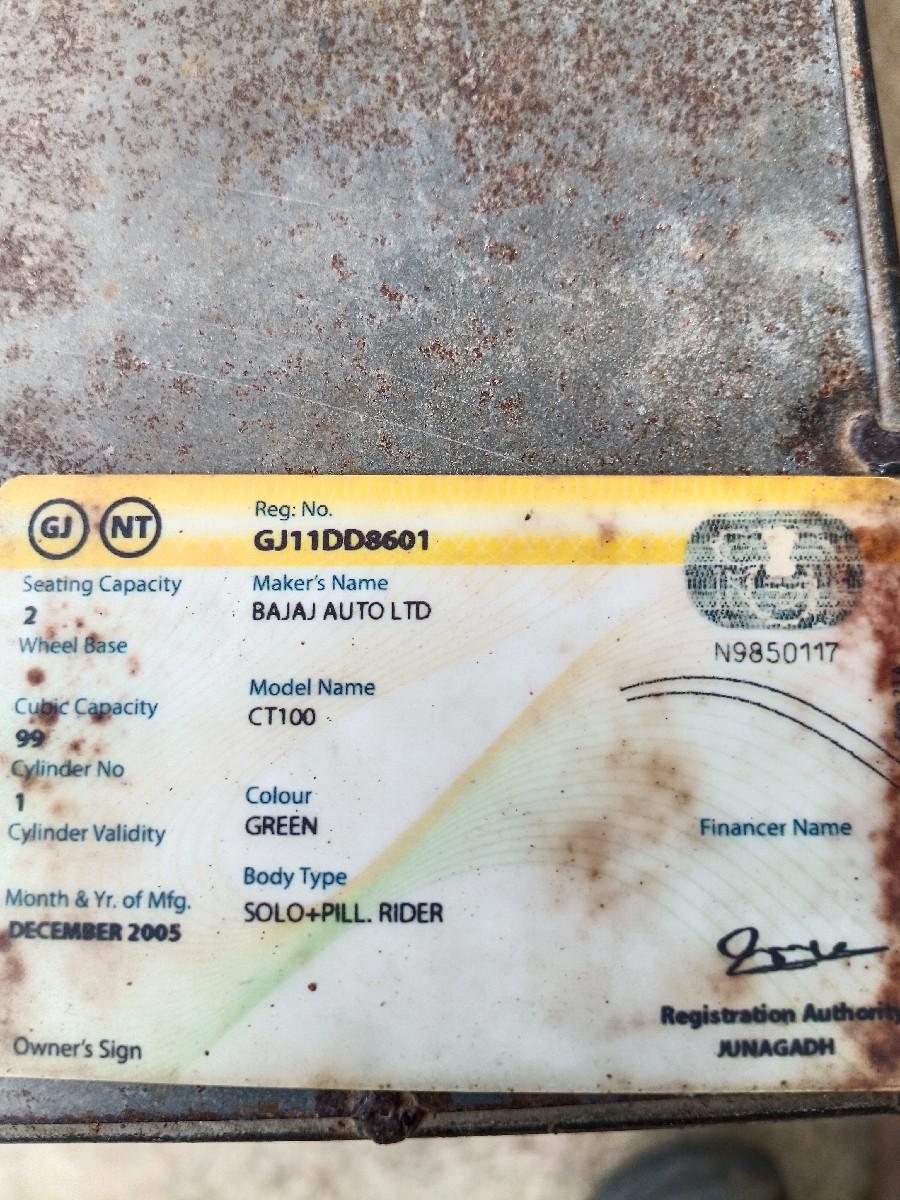 GJ NT
Reg: No.
GJ11DD8601
Seating Capacity
2
Wheel Base
Cubic Capacity
99
Cylinder No
1
Cylinder Validity
Month & Yr. of Mfg.
DECEMBER 2005
Owner's Sign
Maker's Name
BAJAJ AUTO LTD
Model Name
CT100
Colour
GREEN
Body Type
SOLO+PILL. RIDER
N9850117
Financer Name
Registration Authority
JUNAGADH